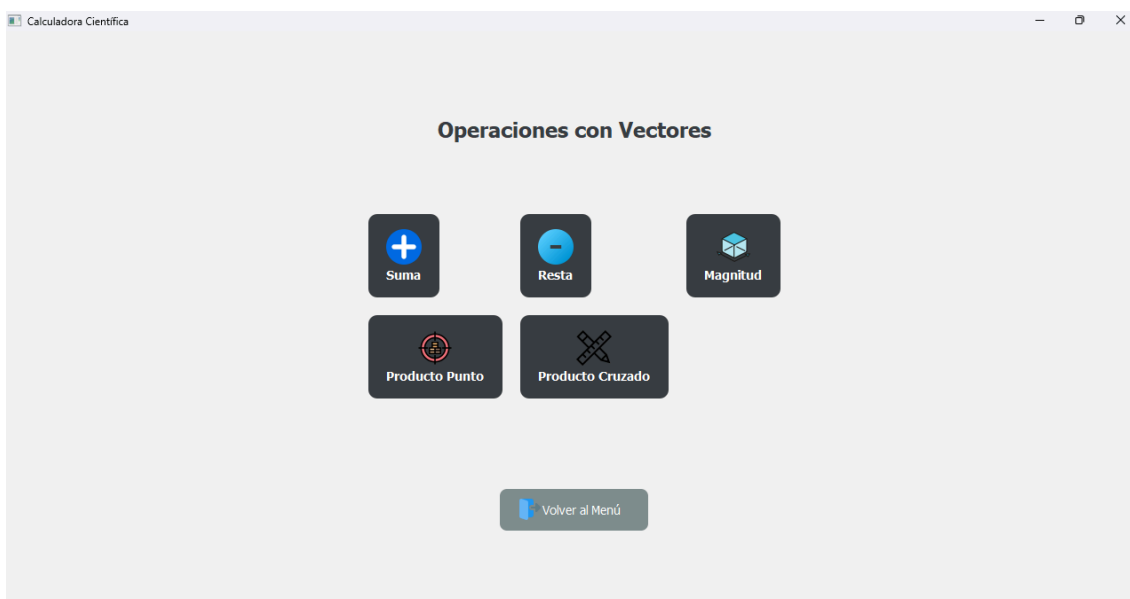 Calculadora Científica
Operaciones con Vectores
Suma
Resta
Magnitud
Producto Punto
Producto Cruzado
Volver al Menú